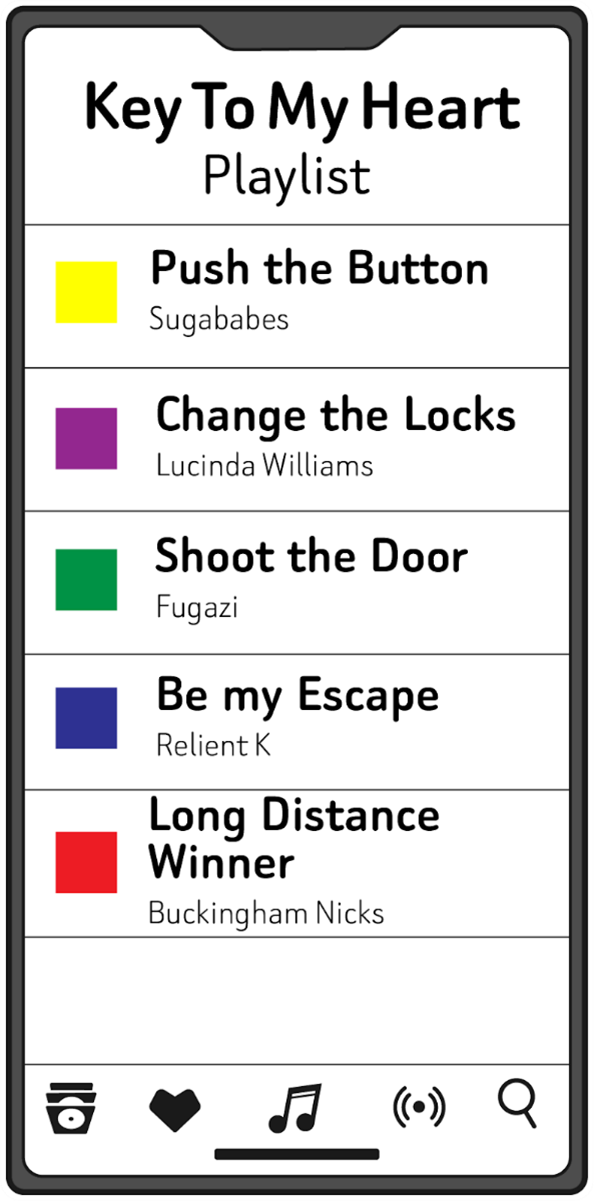 Key To My Heart
Playlist
Push the Button
Sugababes
Change the Locks
Lucinda Williams
Shoot the Door
Fugazi
Be my Escape
Relient K
Long Distance
Winner
Buckingham Nicks